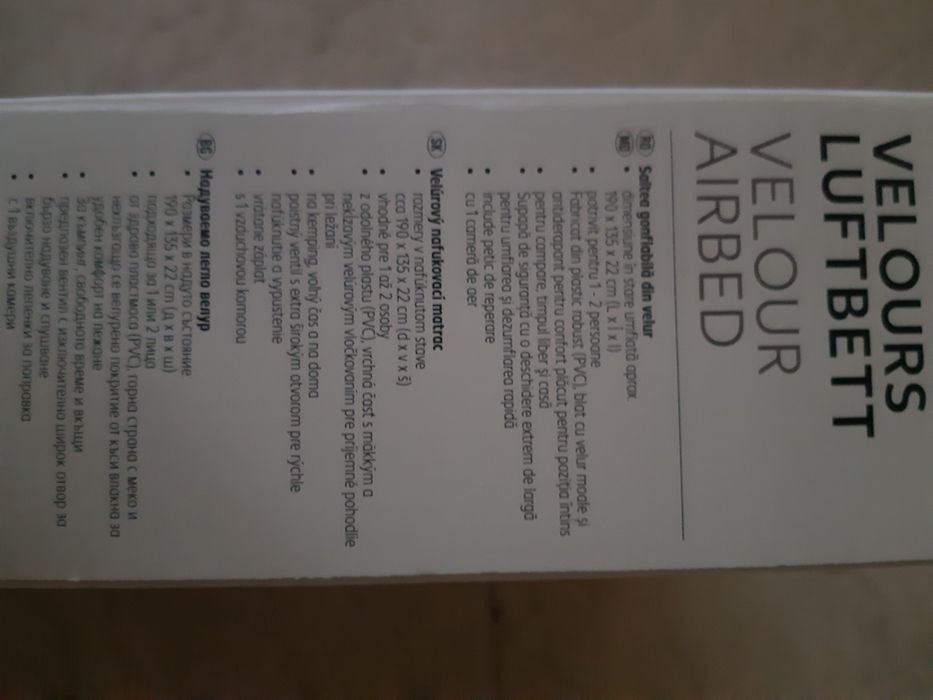 VELOURS
LUFTBETT
VELOUR
AIRBED
RO Saltea gonflabilă din velur
MD • dimensiune în stare umflată aprox.
190 x 135 x 22 cm (L x Î x l)
• potrivit pentru 1 - 2 persoane
• Fabricat din plastic robust (PVC), blat cu velur moale și
antiderapant pentru confort plăcut pentru poziția întins
• pentru campare, timpul liber și casă
• Supapă de siguranță cu o deschidere extrem de largă
pentru umflarea și dezumflarea rapidă
• include petic de reperare
• cu 1 cameră de aer
SK Velúrový nafukovací matrac
• rozmery v nafúknutom stave
cca 190 x 135 x 22 cm (d x v x š)
• vhodné pre 1 až 2 osoby
• z odolného plastu (PVC), vrchná časť s mäkkým a
neklzavým velúrovým vločkovaním pre príjemné pohodlie
pri ležaní
• na kemping, voľný čas a na doma
• poistný ventil s extra širokým otvorom pre rýchle
nafúknutie a vypustenie
• vrátane záplat
• s 1 vzduchovou komorou
BG Надуваемо легло велур
• Размери в надуто състояние
190 x 135 x 22 cm (д x в x ш)
• подходящо за 1 или 2 лица
• от здрава пластмаса (PVC), горна страна с меко и
нехлъзгащо се велурено покритие от къси влакна за
удобен комфорт на лежане
• За къмпинг, свободното време и вкъщи
• предпазен вентил с изключително широк отвор за
бързо надуване и спускане
• включително лепенки за поправка
• с 1 въздушни камери